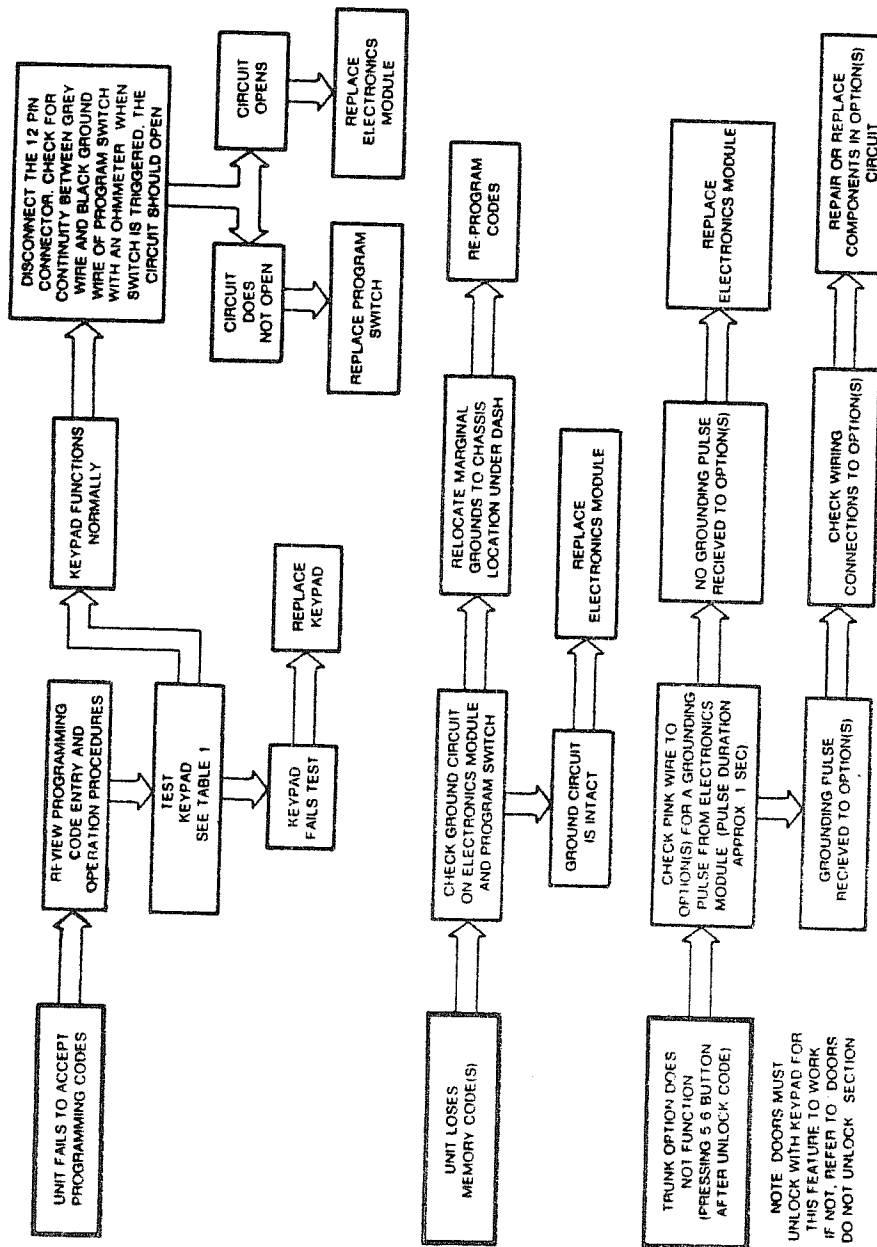 UNIT FAILS TO ACCEPT
PROGRAMMING CODES
REVIEW PROGRAMMING
CODE ENTRY AND
OPERATION PROCEDURES
TEST
KEYPAD
SEE TABLE 1
KEYPAD
FAILS TEST
REPLACE
KEYPAD
KEYPAD FUNCTIONS
NORMALLY
DISCONNECT THE 12 PIN
CONNECTOR. CHECK FOR
CONTINUITY BETWEEN GREY
WIRE AND BLACK GROUND
WIRE OF PROGRAM SWITCH
WITH AN OHMMETER WHEN
SWITCH IS TRIGGERED, THE
CIRCUIT SHOULD OPEN
CIRCUIT
DOES
NOT OPEN
REPLACE PROGRAM
SWITCH
CIRCUIT
OPENS
REPLACE
ELECTRONICS
MODULE
UNIT LOSES
MEMORY CODE(S)
CHECK GROUND CIRCUIT
ON ELECTRONICS MODULE
AND PROGRAM SWITCH
GROUND CIRCUIT
IS INTACT
REPLACE
ELECTRONICS MODULE
RELOCATE MARGINAL
GROUNDS TO CHASSIS
LOCATION UNDER DASH
RE-PROGRAM
CODES
TRUNK OPTION DOES
NOT FUNCTION
(PRESSING 5 6 BUTTON
AFTER UNLOCK CODE)
NOTE DOORS MUST
UNLOCK WITH KEYPAD FOR
THIS FEATURE TO WORK
IF NOT, REFER TO DOORS
DO NOT UNLOCK SECTION
CHECK PINK WIRE TO
OPTION(S) FOR A GROUNDING
PULSE FROM ELECTRONICS
MODULE (PULSE DURATION
APPROX 1 SEC)
GROUNDING PULSE
RECIEVED TO OPTION(S)
NO GROUNDING PULSE
RECIEVED TO OPTION(S)
REPLACE
ELECTRONICS MODULE
CHECK WIRING
CONNECTIONS TO OPTION(S)
REPAIR OR REPLACE
COMPONENTS IN OPTION(S)
CIRCUIT